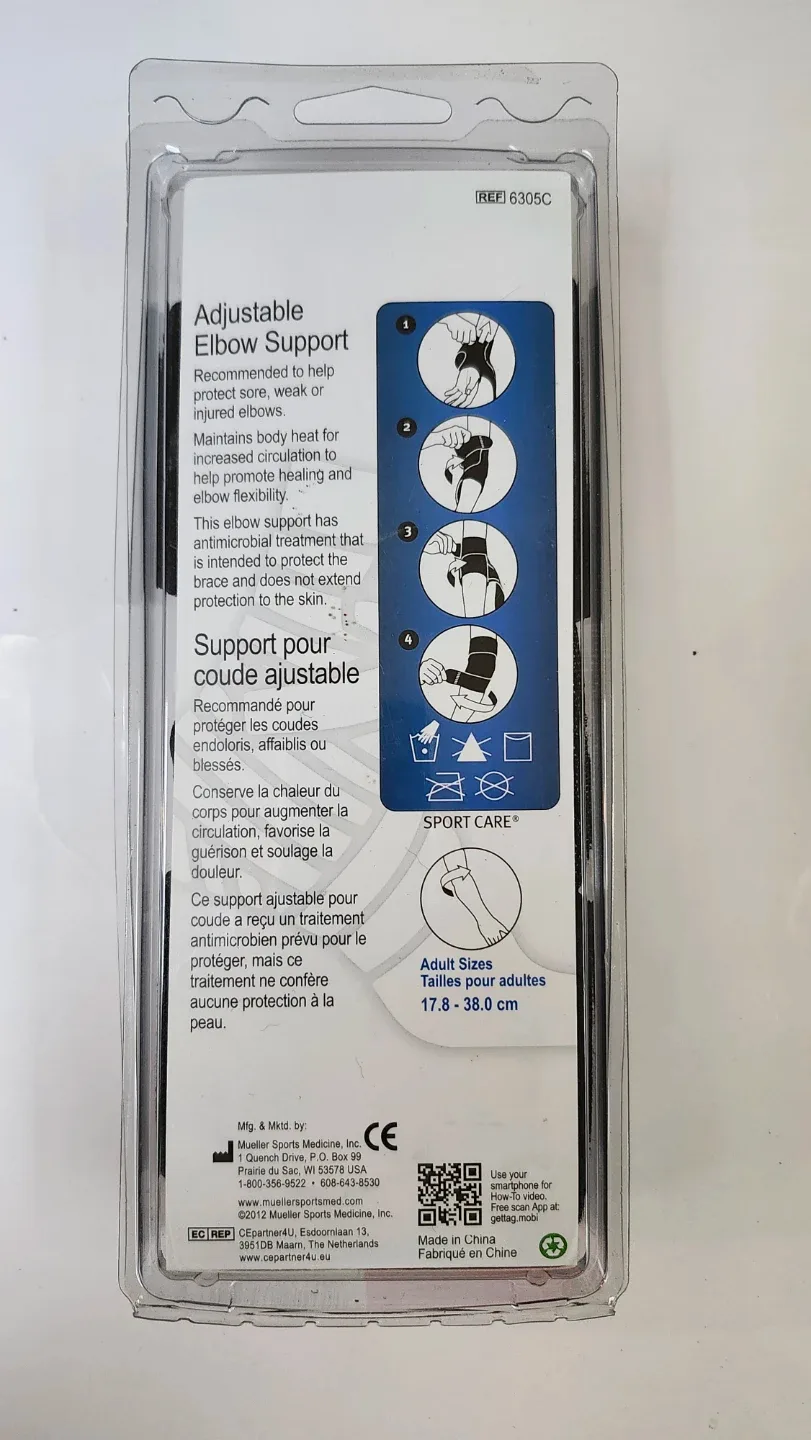 REF 6305C
Adjustable
Elbow Support
Recommended to help
protect sore, weak or
injured elbows.
Maintains body heat for
increased circulation to
help promote healing and
elbow flexibility.
This elbow support has
antimicrobial treatment that
is intended to protect the
brace and does not extend
protection to the skin.
Support pour
coude ajustable
Recommandé pour
protéger les coudes
endoloris, affaiblis ou
blessés.
Conserve la chaleur du
corps pour augmenter la
circulation, favorise la
guérison et soulage la
douleur.
Ce support ajustable pour
coude a reçu un traitement
antimicrobien prévu pour le
protéger, mais ce
traitement ne confère
aucune protection à la
peau.
1
2
3
4
SPORT CARE®
Adult Sizes
Tailles pour adultes
17.8 - 38.0 cm
Mfg. & Mktd. by:
Mueller Sports Medicine, Inc.
1 Quench Drive, P.O. Box 99
Prairie du Sac, WI 53578 USA
1-800-356-9522 • 608-643-8530
www.muellersportsmed.com
©2012 Mueller Sports Medicine, Inc.
CE
EC REP CEpartner4U, Esdoornlaan 13,
3951DB Maarn, The Netherlands
www.cepartner4u.eu
Use your
smartphone for
How-To video.
Free scan App at:
gettag.mobi
Made in China
Fabriqué en Chine